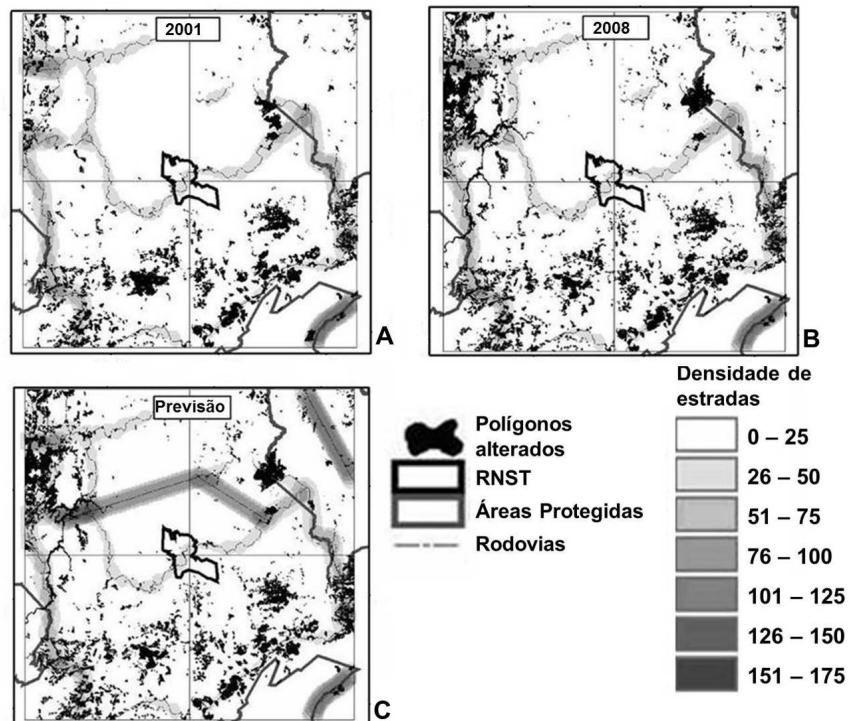 2001
A
2008
B
Previsão
C
Polígonos
alterados
RNST
Áreas Protegidas
Rodovias
Densidade de
estradas
0 – 25
26 – 50
51 – 75
76 – 100
101 – 125
126 – 150
151 – 175